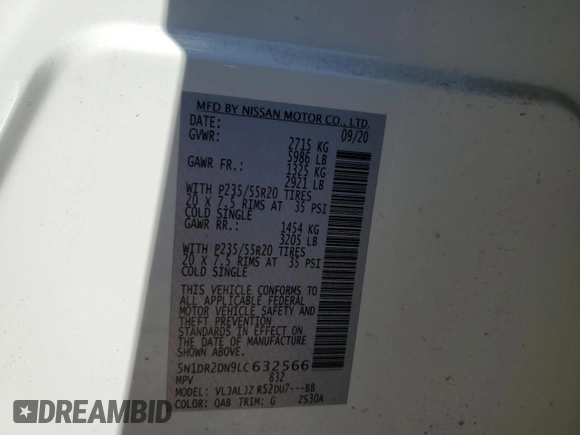 MFD BY NISSAN MOTOR CO., LTD.
DATE: 09/20
GVWR: 2715 KG
5986 LB
GAWR FR.: 1325 KG
2921 LB
WITH P235/55R20 TIRES
20 X 7.5 RIMS AT 35 PSI
COLD SINGLE
GAWR RR.: 1454 KG
3205 LB
WITH P235/55R20 TIRES
20 X 7.5 RIMS AT 35 PSI
COLD SINGLE
THIS VEHICLE CONFORMS TO
ALL APPLICABLE FEDERAL
MOTOR VEHICLE SAFETY AND
THEFT PREVENTION
STANDARDS IN EFFECT ON
THE DATE OF MANUFACTURE
SHOWN ABOVE.
5N1DR2DN9LC632566
MPV 832
MODEL: VLJALJZ R52DU7---BB
COLOR: QAB TRIM: G ZS30A
DREAMBID
.COM